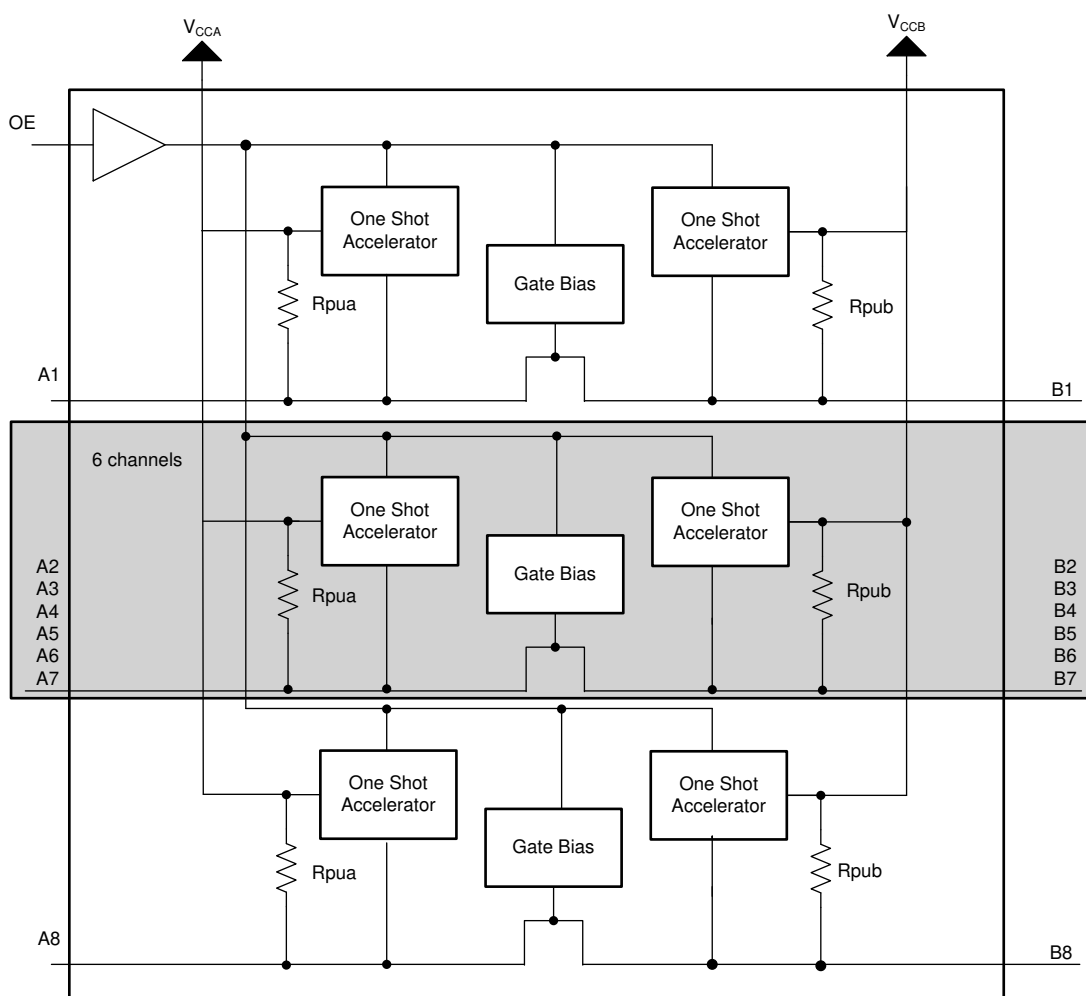 VCCA
VCCB
OE
One Shot
Accelerator
One Shot
Accelerator
Gate Bias
Rpua
Rpub
A1
B1
6 channels
One Shot
Accelerator
One Shot
Accelerator
Gate Bias
Rpua
Rpub
A2
A3
A4
A5
A6
A7
B2
B3
B4
B5
B6
B7
One Shot
Accelerator
One Shot
Accelerator
Gate Bias
Rpua
Rpub
A8
B8